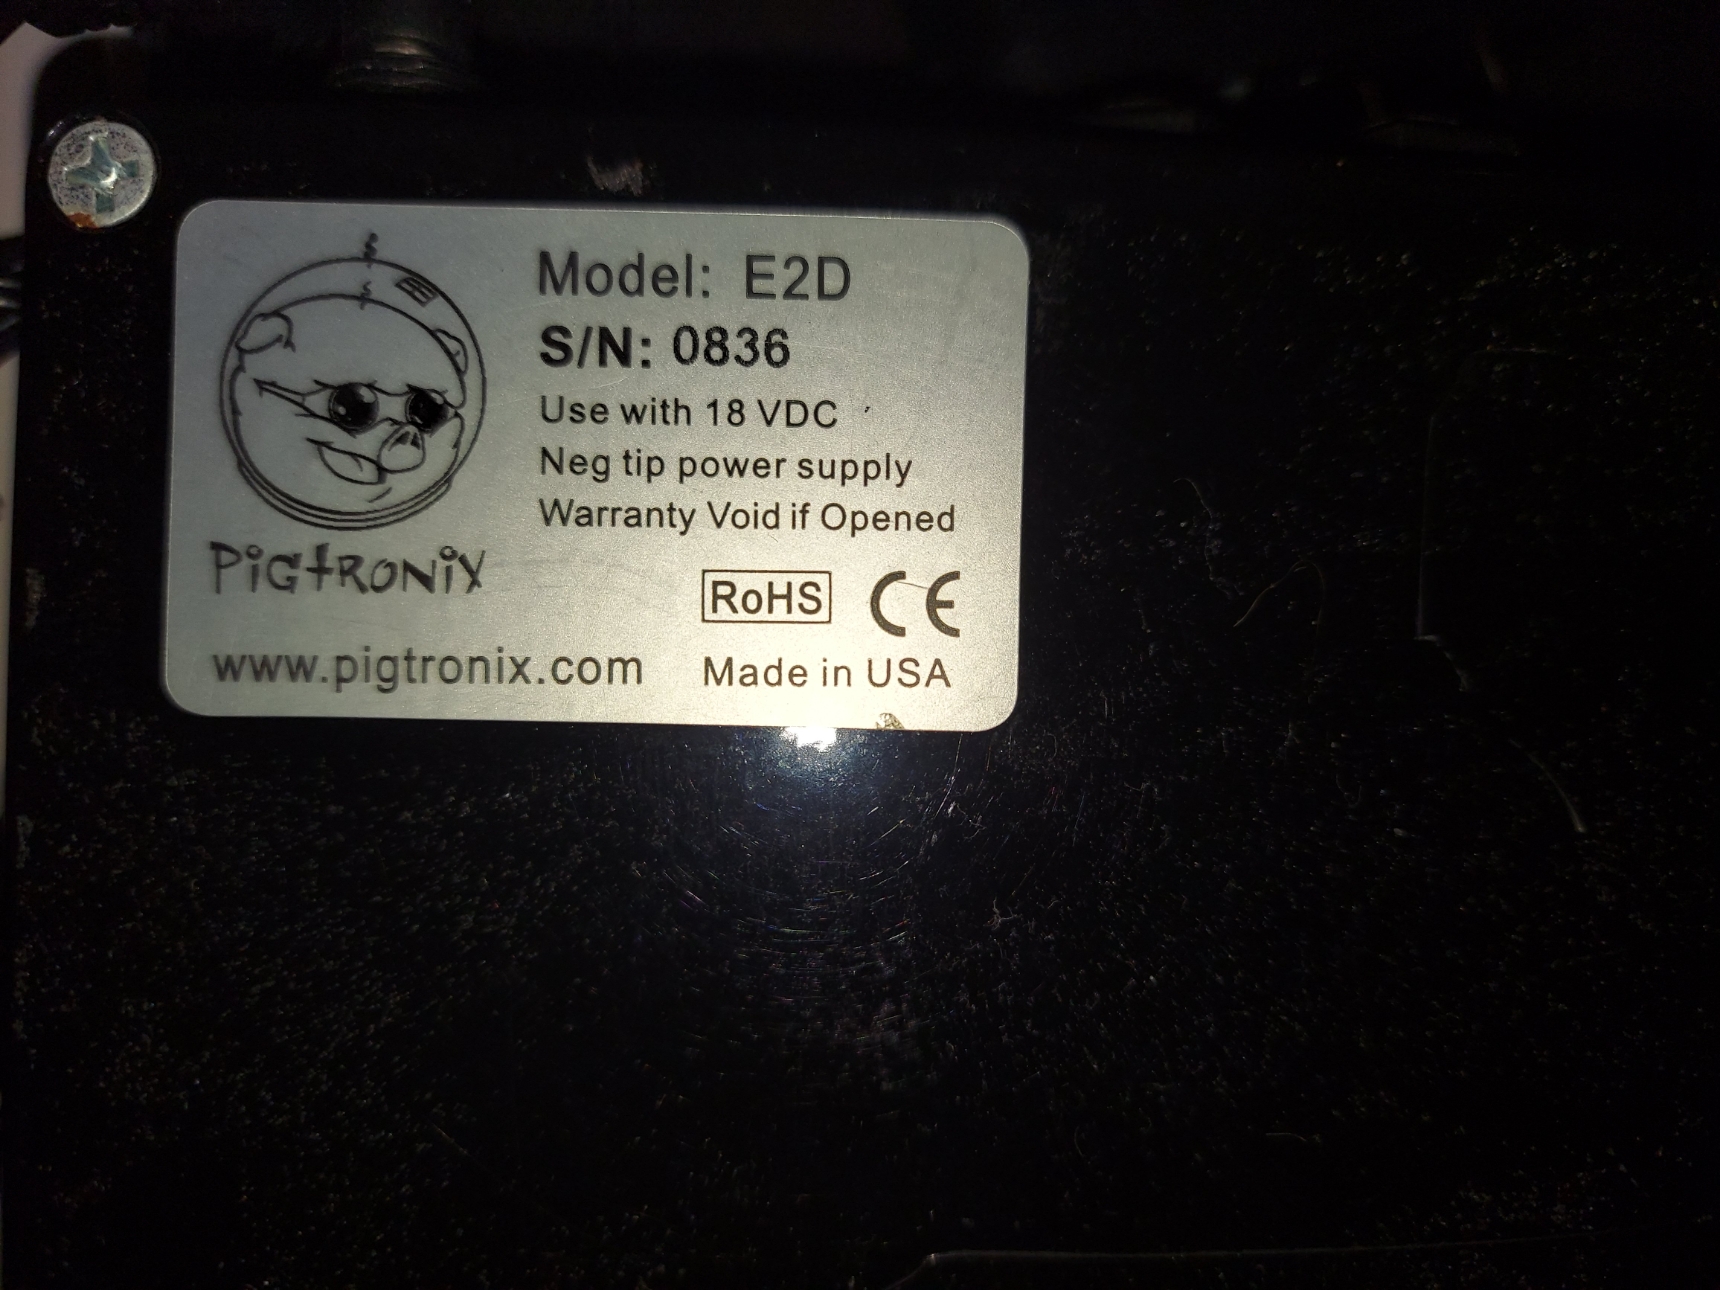 Model: E2D
S/N: 0836
Use with 18 VDC
Neg tip power supply
Warranty Void if Opened
PiGtRONiX
RoHS CE
www.pigtronix.com Made in USA